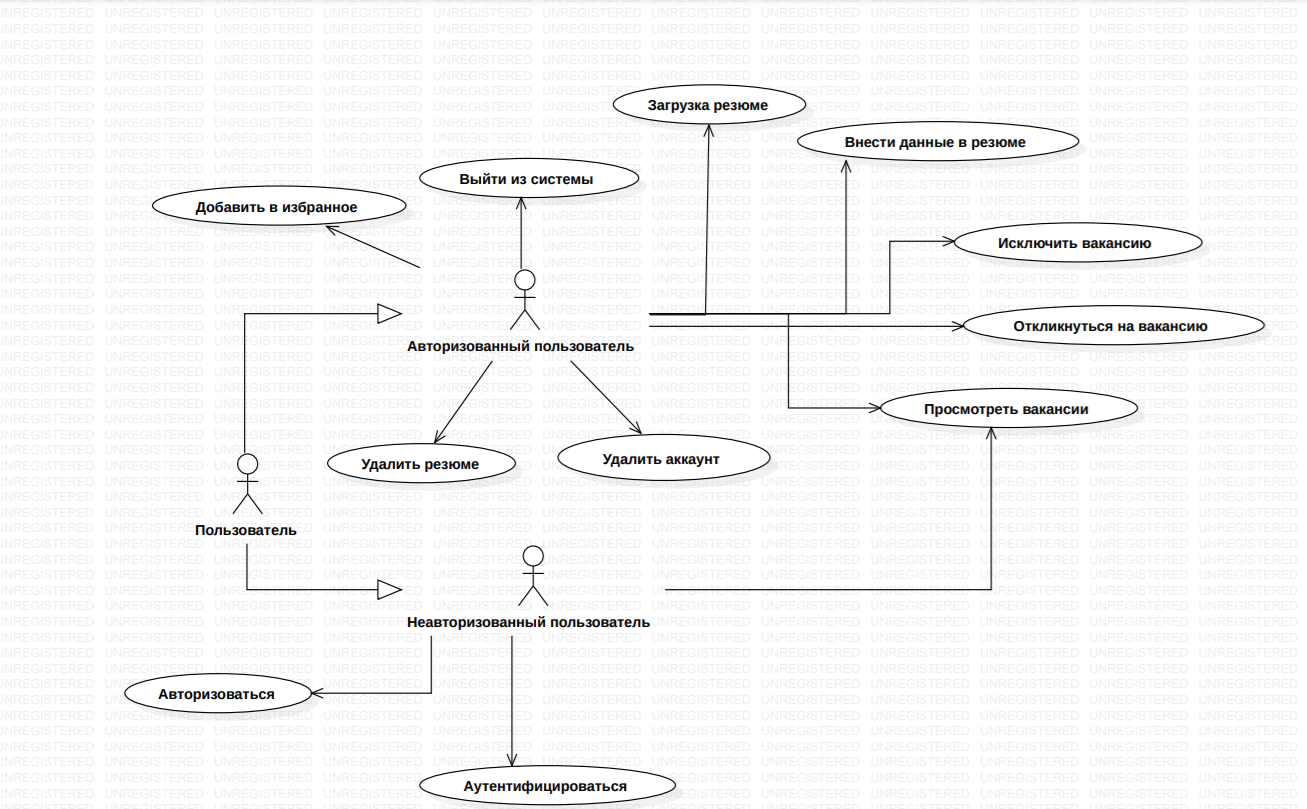 Загрузка резюме
Внести данные в резюме
Выйти из системы
Добавить в избранное
Исключить вакансию
Откликнуться на вакансию
Авторизованный пользователь
Просмотреть вакансии
Удалить резюме
Удалить аккаунт
Пользователь
Неавторизованный пользователь
Авторизоваться
Аутентифицироваться
UNREGISTERED